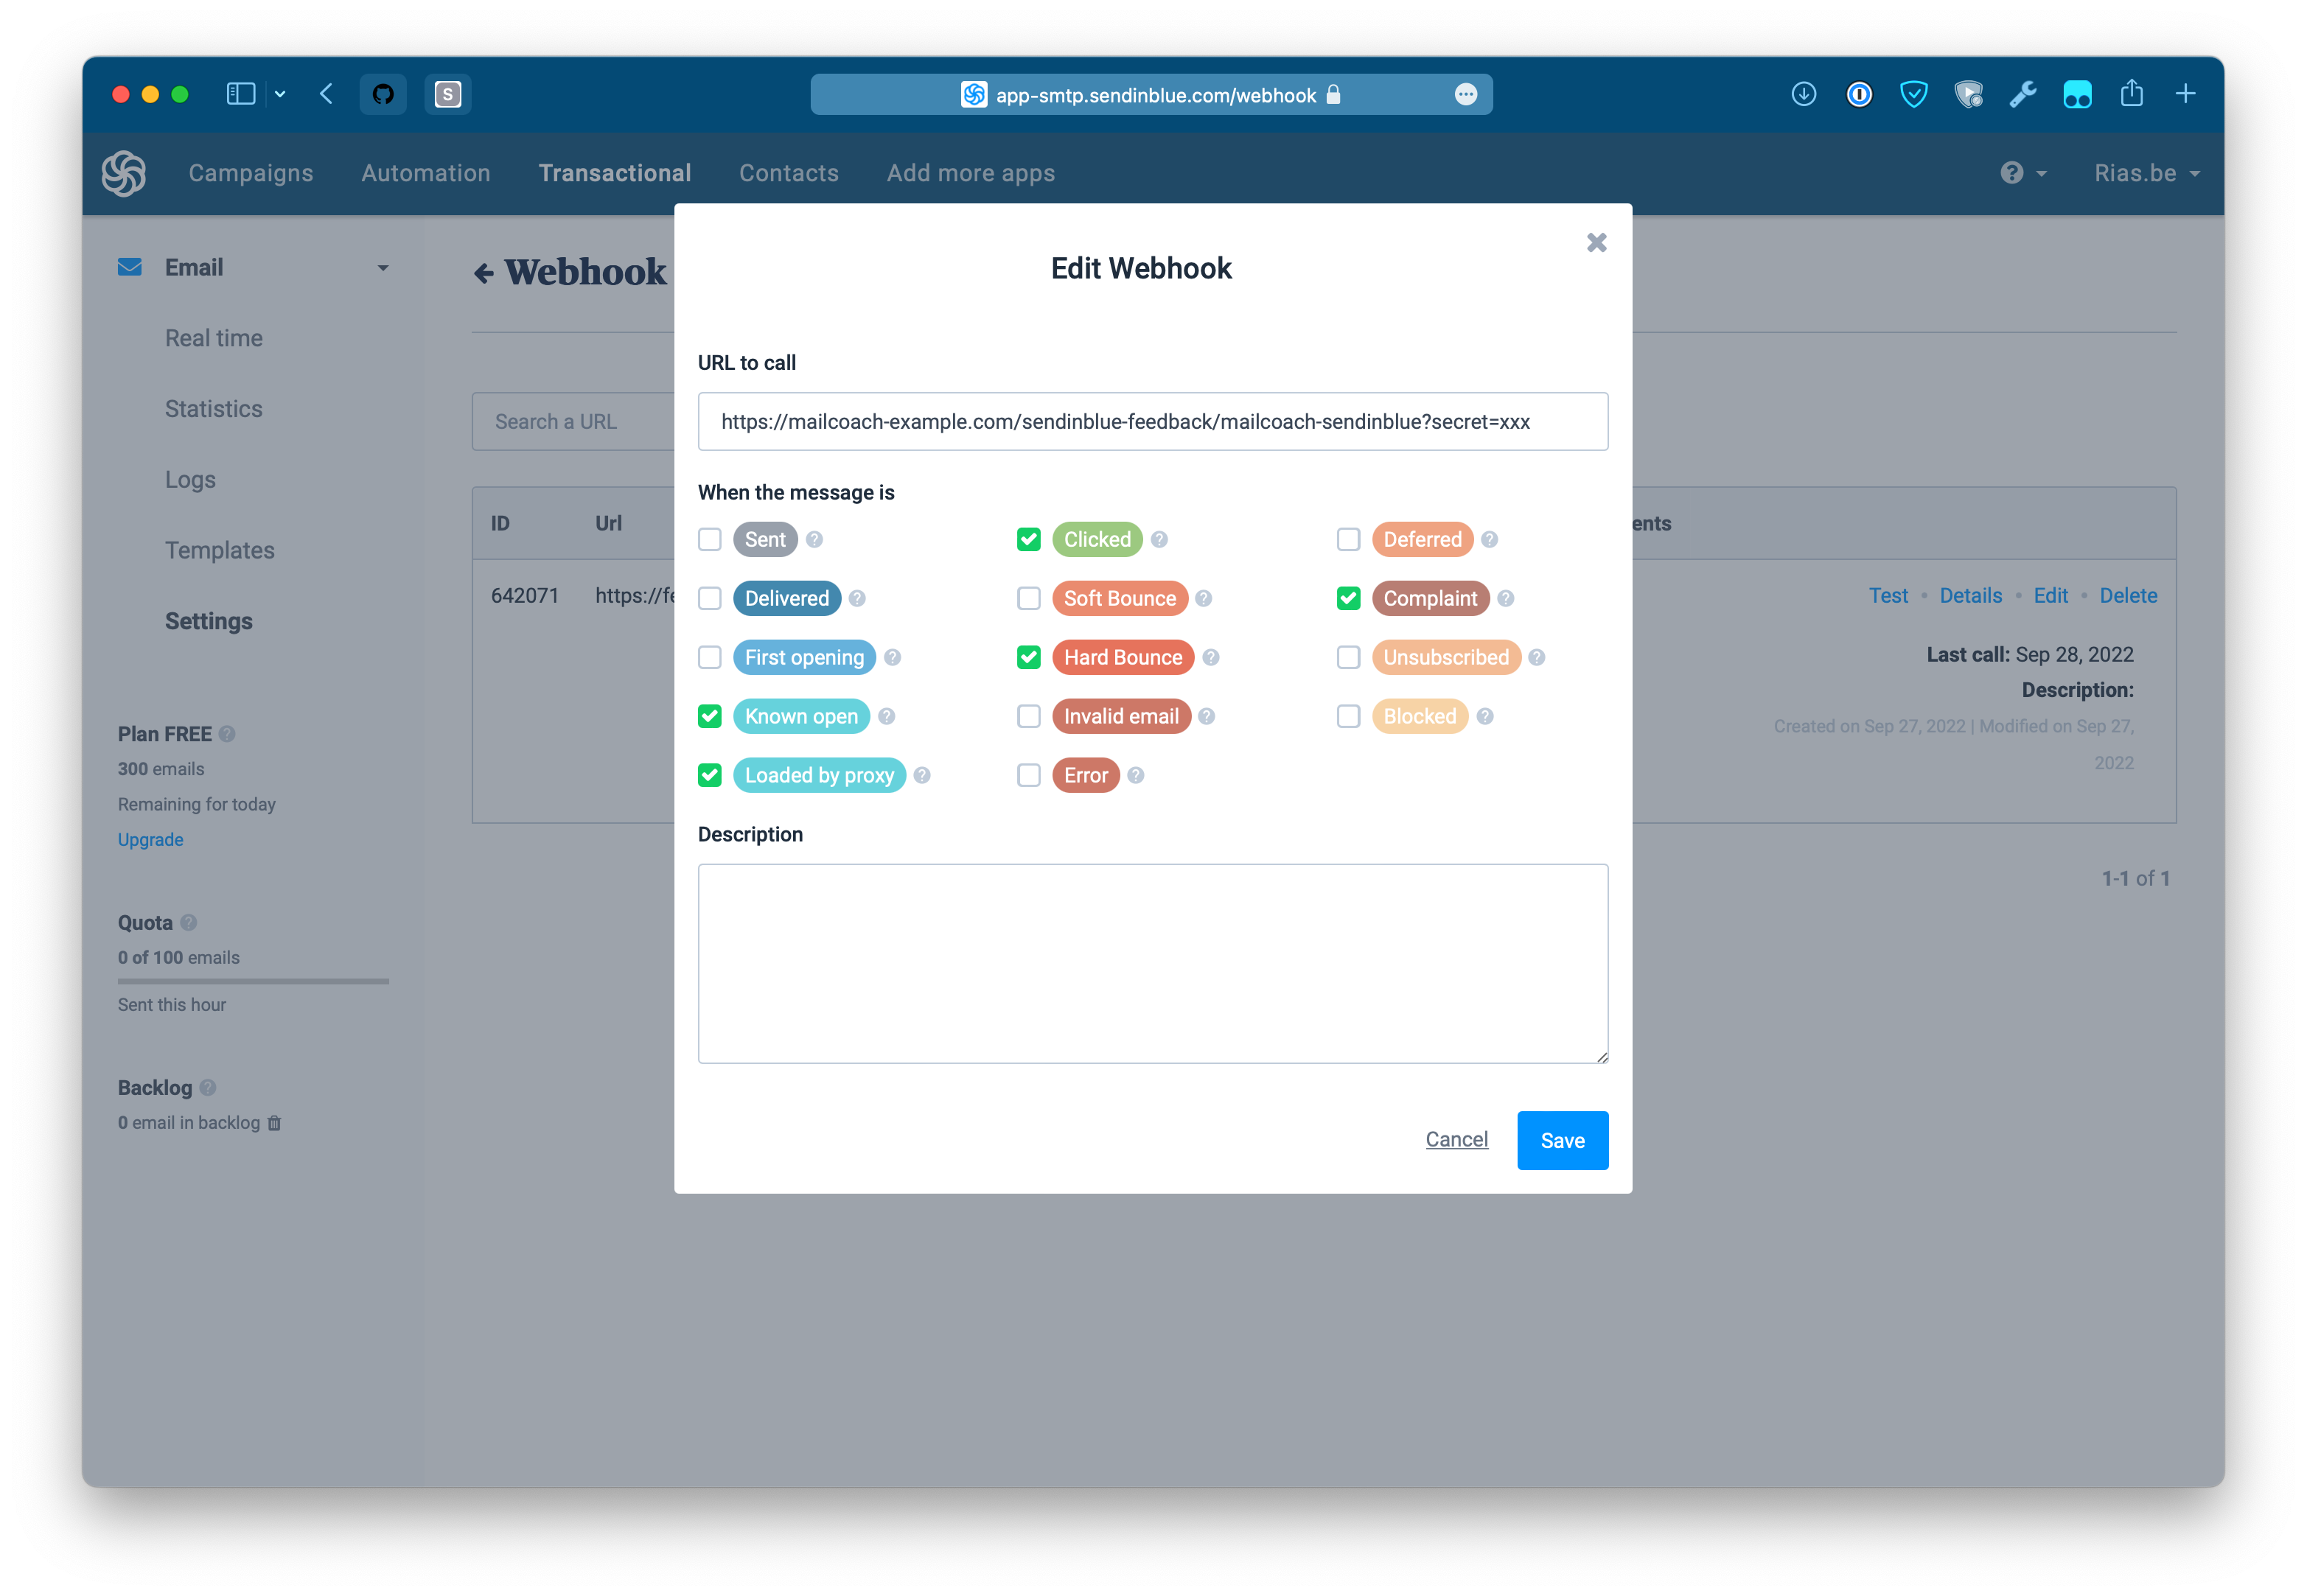 S
app-smtp.sendinblue.com/webhook
Campaigns Automation Transactional Contacts Add more apps
? Rias.be
Email
Real time
Statistics
Logs
Templates
Settings
Plan FREE ?
300 emails
Remaining for today
Upgrade
Quota ?
0 of 100 emails
Sent this hour
Backlog ?
0 email in backlog
Webhook
Search a URL
ID Url
ents
642071 https://fe
Test • Details • Edit • Delete
Last call: Sep 28, 2022
Description:
Created on Sep 27, 2022 | Modified on Sep 27,
2022
1-1 of 1
Edit Webhook
URL to call
https://mailcoach-example.com/sendinblue-feedback/mailcoach-sendinblue?secret=xxx
When the message is
Sent ? Clicked ? Deferred ?
Delivered ? Soft Bounce ? Complaint ?
First opening ? Hard Bounce ? Unsubscribed ?
Known open ? Invalid email ? Blocked ?
Loaded by proxy ? Error ?
Description
Cancel Save